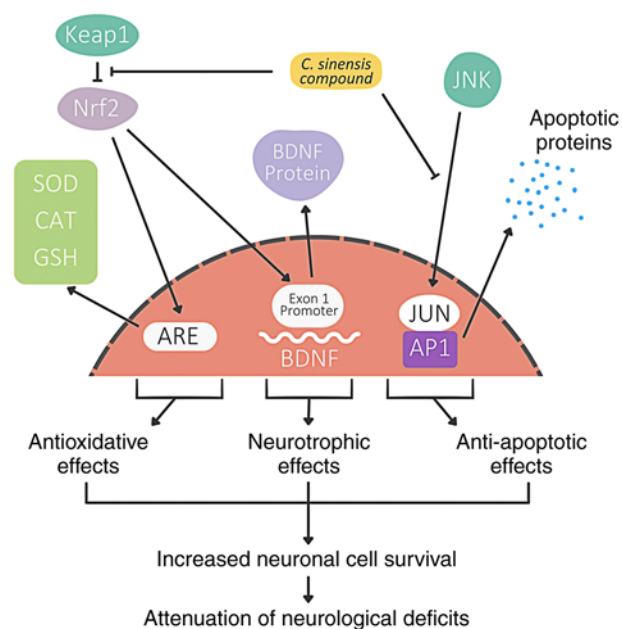 Keap1
C. sinensis
compound
JNK
Nrf2
Apoptotic
proteins
BDNF
Protein
SOD
CAT
GSH
Exon 1
Promoter
JUN
ARE
BDNF
AP1
Antioxidative
effects
Neurotrophic
effects
Anti-apoptotic
effects
Increased neuronal cell survival
Attenuation of neurological deficits